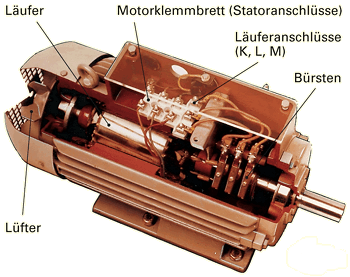 Läufer
Motorklemmbrett (Statoranschlüsse)
Läuferanschlüsse
(K, L, M)
Bürsten
Lüfter